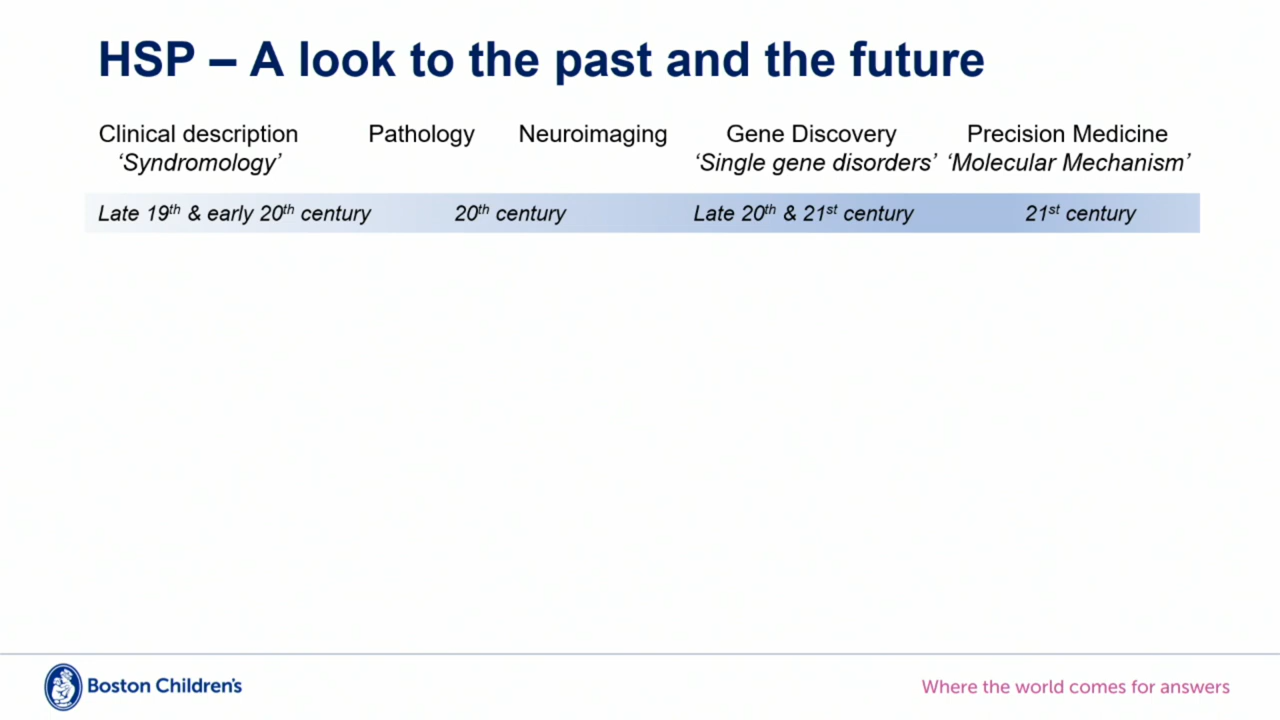 HSP – A look to the past and the future
Clinical description Pathology Neuroimaging Gene Discovery Precision Medicine
‘Syndromology’ ‘Single gene disorders’ ‘Molecular Mechanism’
Late 19th & early 20th century 20th century Late 20th & 21st century 21st century
Boston Children's Where the world comes for answers